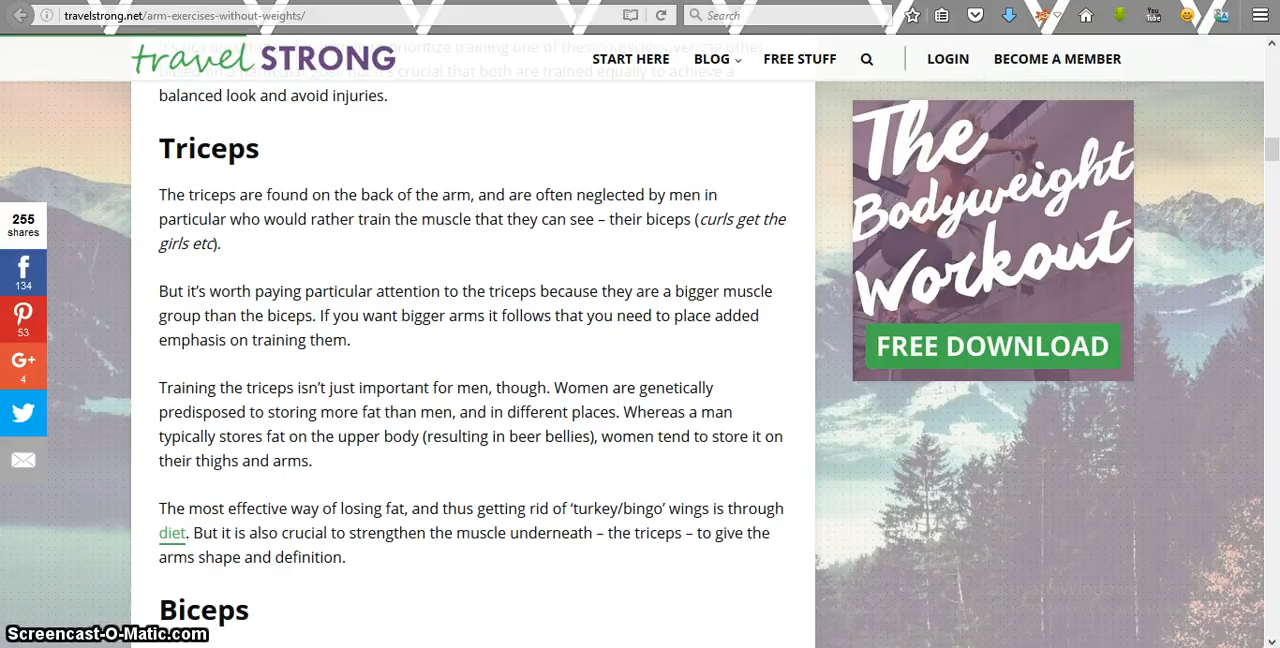 travelstrong.net/arm-exercises-without-weights/
Search
You
Tube
travel STRONG
START HERE
BLOG
FREE STUFF
LOGIN
BECOME A MEMBER
balanced look and avoid injuries.
Triceps
The triceps are found on the back of the arm, and are often neglected by men in
particular who would rather train the muscle that they can see – their biceps (curls get the
girls etc).
But it’s worth paying particular attention to the triceps because they are a bigger muscle
group than the biceps. If you want bigger arms it follows that you need to place added
emphasis on training them.
Training the triceps isn’t just important for men, though. Women are genetically
predisposed to storing more fat than men, and in different places. Whereas a man
typically stores fat on the upper body (resulting in beer bellies), women tend to store it on
their thighs and arms.
The most effective way of losing fat, and thus getting rid of ‘turkey/bingo’ wings is through
diet. But it is also crucial to strengthen the muscle underneath – the triceps – to give the
arms shape and definition.
Biceps
255
shares
134
53
G+
4
The
Bodyweight
Workout
FREE DOWNLOAD
Screencast-O-Matic.com